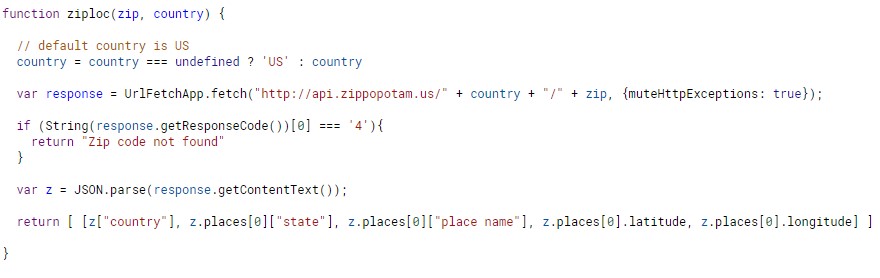 function ziploc(zip, country) {
// default country is US
country = country === undefined ? 'US' : country
var response = UrlFetchApp.fetch("http://api.zippopotam.us/" + country + "/" + zip, {muteHttpExceptions: true});
if (String(response.getResponseCode())[0] === '4'){
return "Zip code not found"
}
var z = JSON.parse(response.getContentText());
return [ [z["country"], z.places[0]["state"], z.places[0]["place name"], z.places[0].latitude, z.places[0].longitude] ]
}